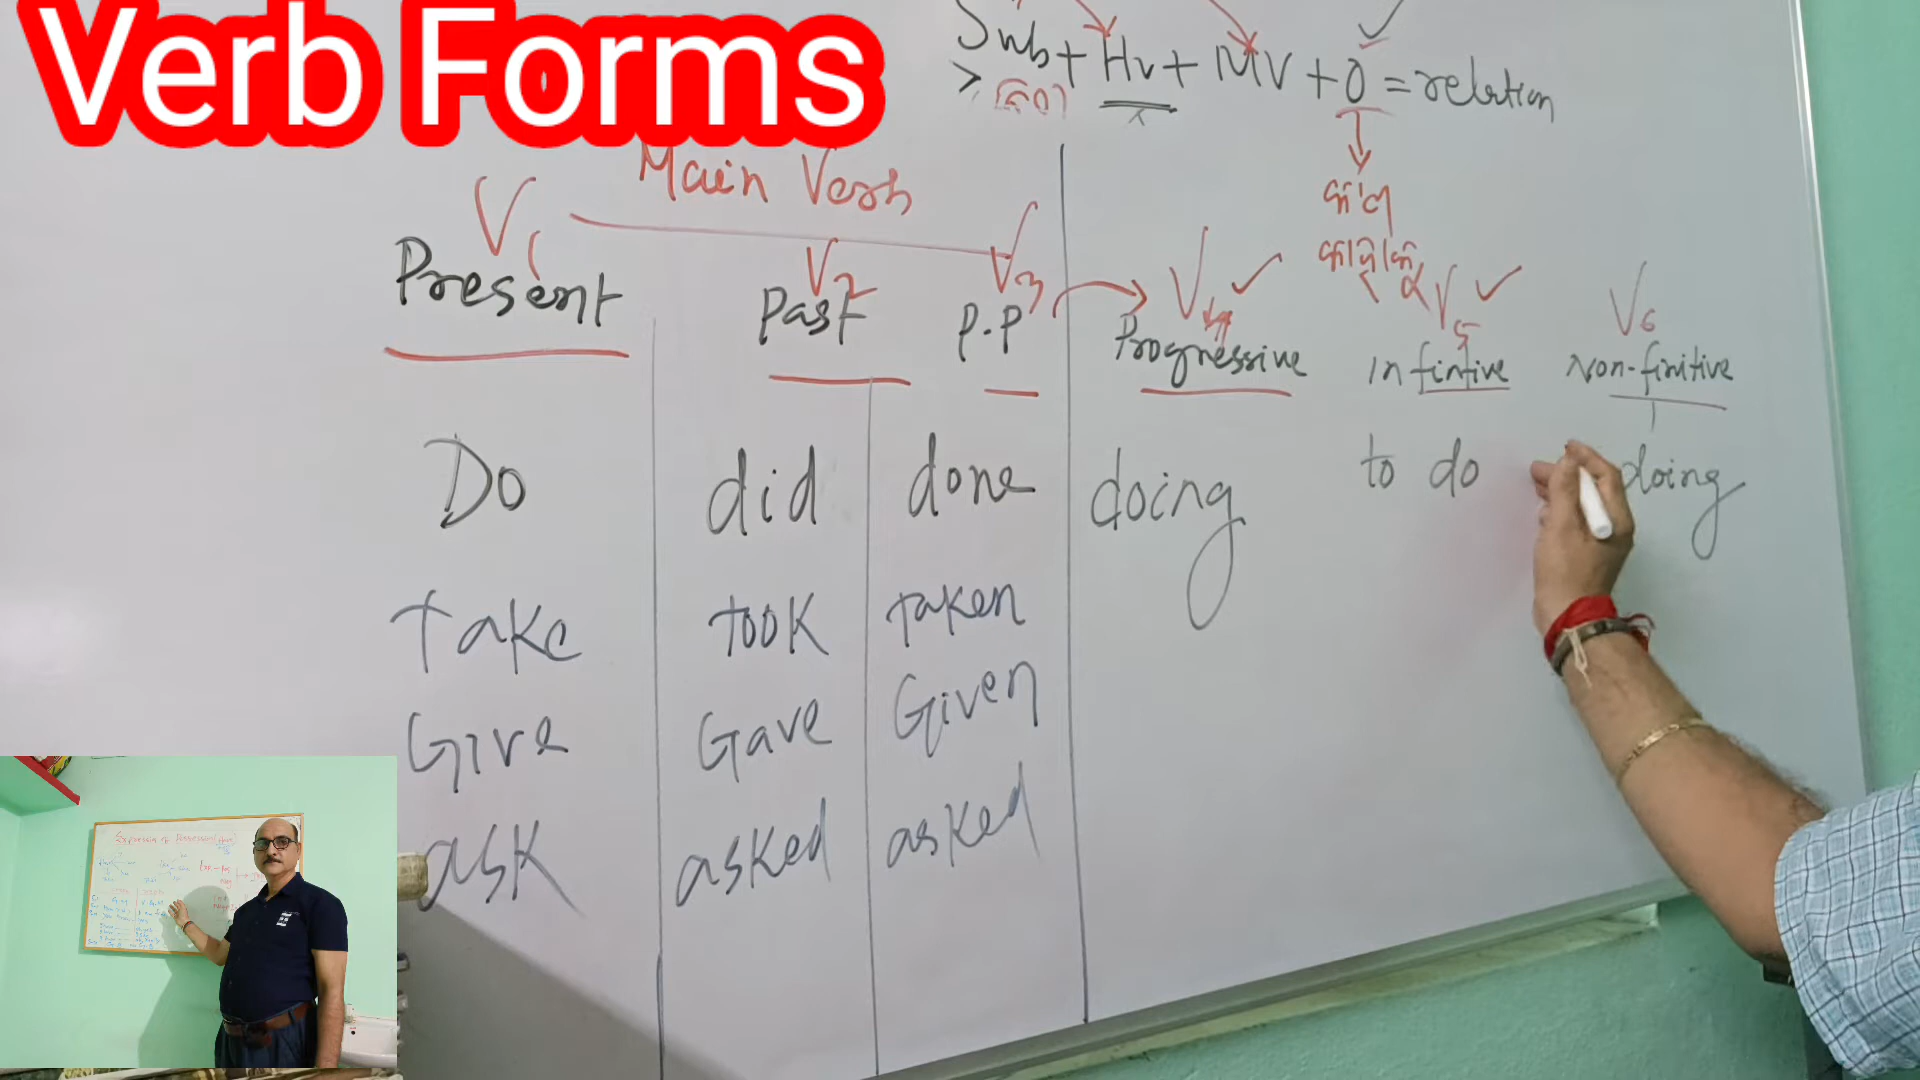 Verb Forms
Sub + Hv + MV + O = relation
Main Verb
V1 V2 V3 V4 V5 V6
Present Past P.P Progressive Infintive Non-finitive
Do did done doing to do doing
Take took taken
Give Gave Given
ask asked asked